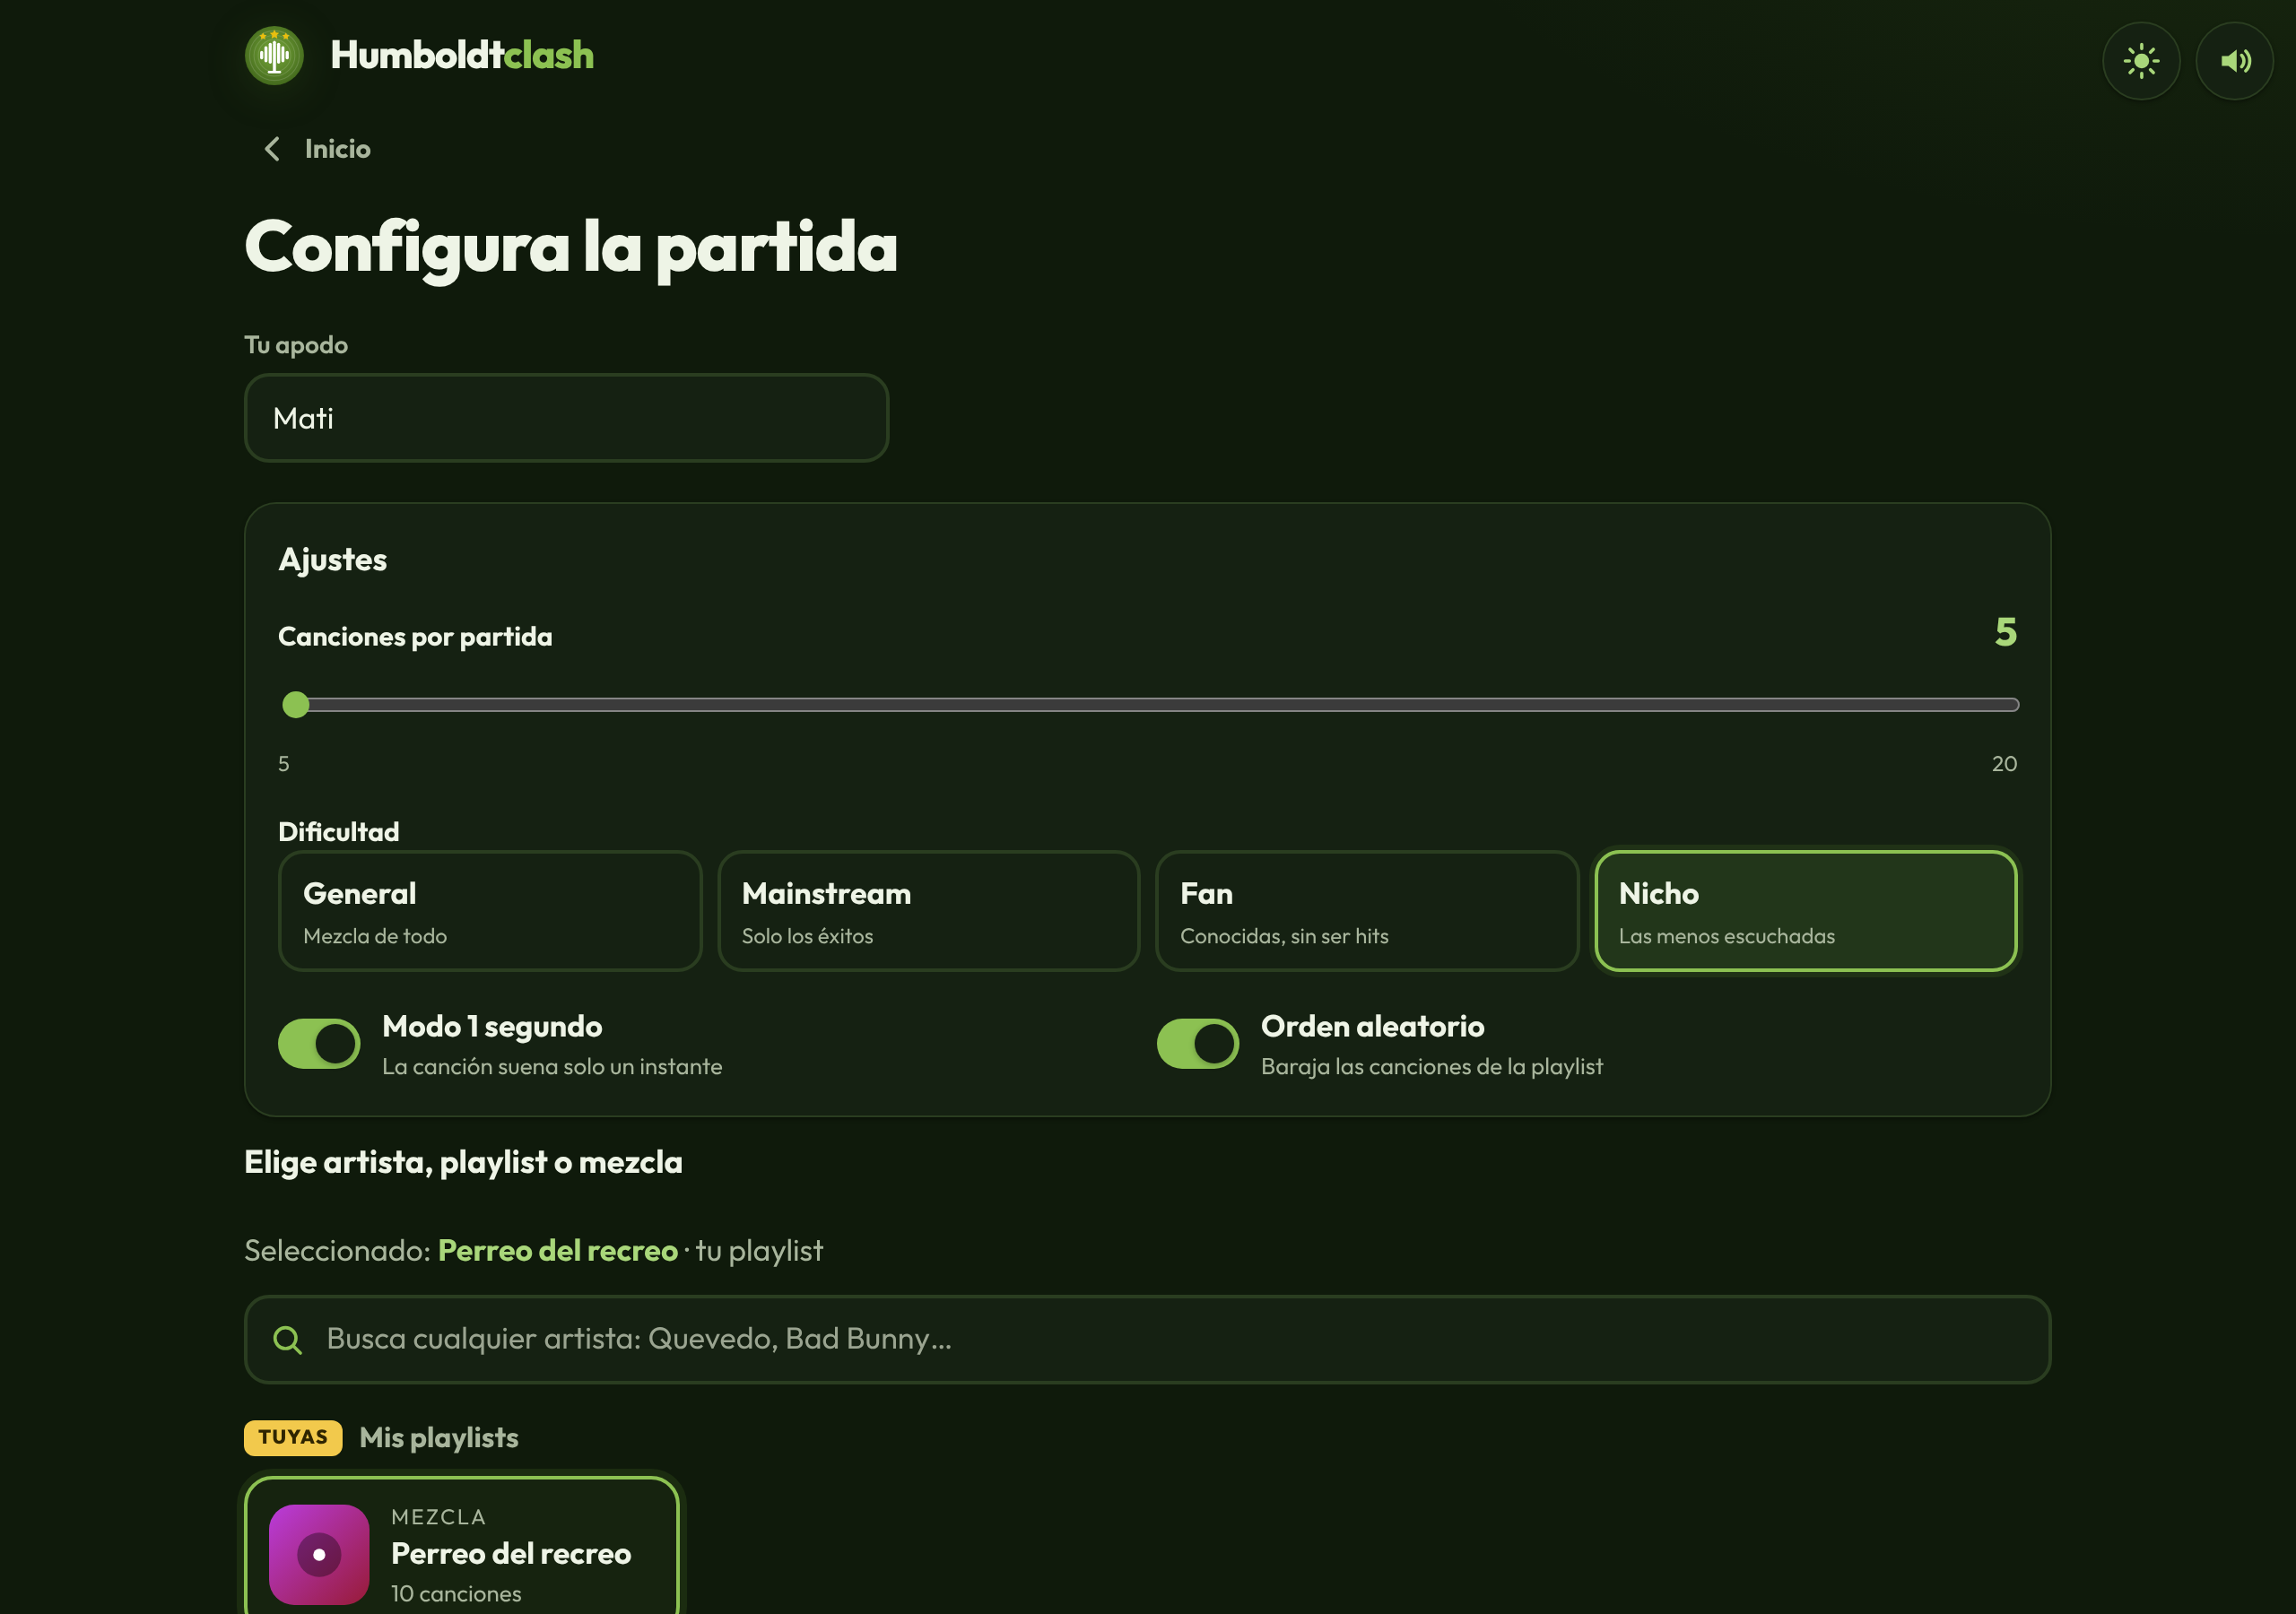 Humboldtclash
Inicio
Configura la partida
Tu apodo
Mati
Ajustes
Canciones por partida
5
5
20
Dificultad
General
Mezcla de todo
Mainstream
Solo los éxitos
Fan
Conocidas, sin ser hits
Nicho
Las menos escuchadas
Modo 1 segundo
La canción suena solo un instante
Orden aleatorio
Baraja las canciones de la playlist
Elige artista, playlist o mezcla
Seleccionado: Perreo del recreo · tu playlist
Busca cualquier artista: Quevedo, Bad Bunny...
TUYAS Mis playlists
MEZCLA
Perreo del recreo
10 canciones